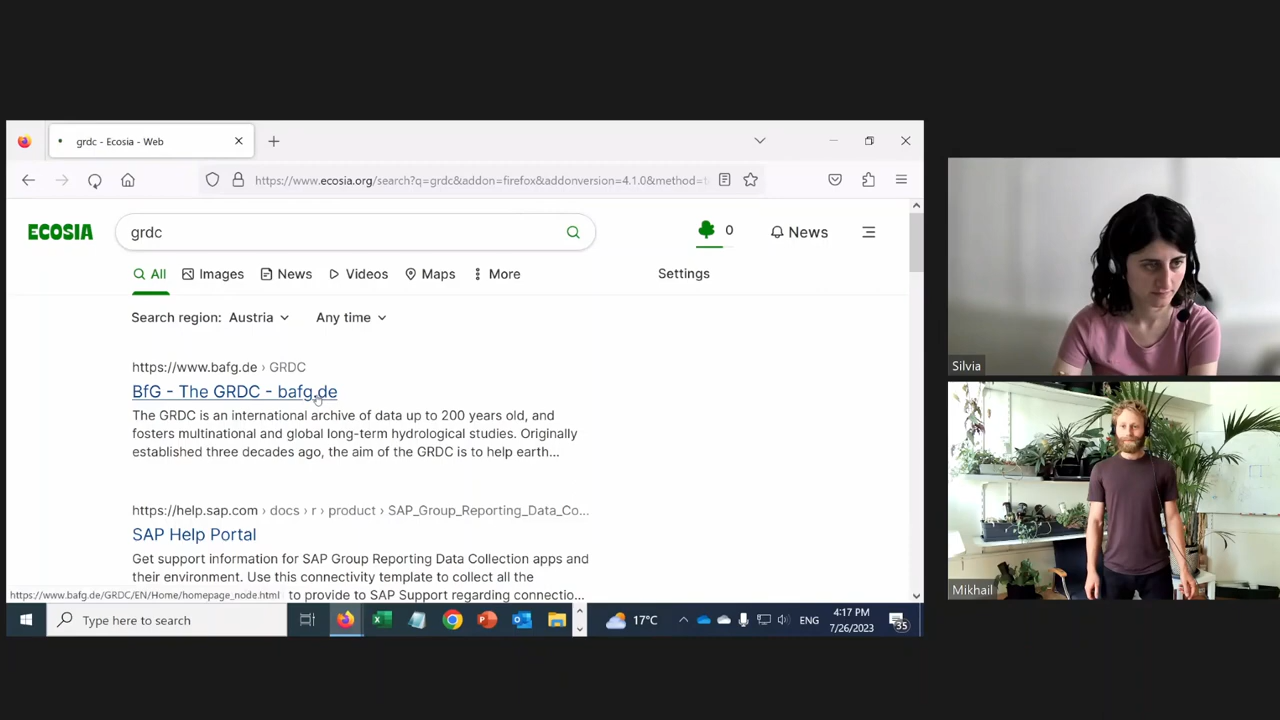 grdc - Ecosia - Web
https://www.ecosia.org/search?q=grdc&addon=firefox&addonversion=4.1.0&method=
ECOSIA
grdc
0
News
All
Images
News
Videos
Maps
More
Settings
Search region: Austria
Any time
https://www.bafg.de › GRDC
BfG - The GRDC - bafg.de
The GRDC is an international archive of data up to 200 years old, and
fosters multinational and global long-term hydrological studies. Originally
established three decades ago, the aim of the GRDC is to help earth...
https://help.sap.com › docs › r › product › SAP_Group_Reporting_Data_Co...
SAP Help Portal
Get support information for SAP Group Reporting Data Collection apps and
their environment. Use this connectivity template to collect all the
https://www.bafg.de/GRDC/EN/Home/homepage_node.html
to provide to SAP Support regarding connectio...
Type here to search
17°C
ENG
4:17 PM
7/26/2023
35
Silvia
Mikhail